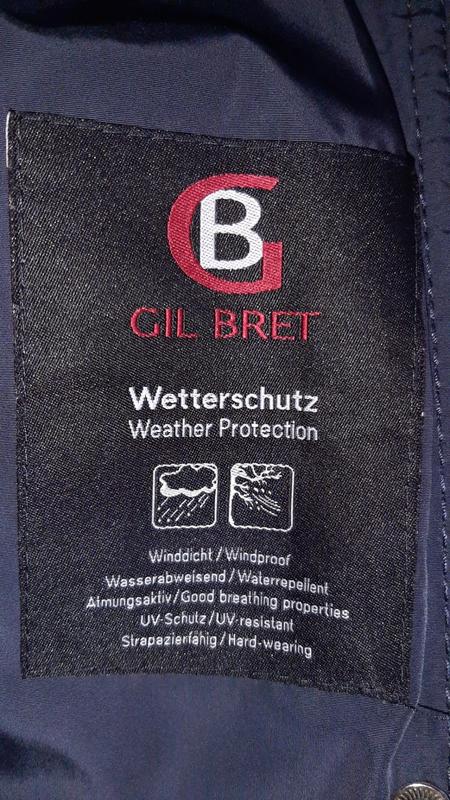 GB
GIL BRET
Wetterschutz
Weather Protection
Winddicht / Windproof
Wasserabweisend / Waterrepellent
Atmungsaktiv / Good breathing properties
UV-Schutz / UV-resistant
Strapazierfähig / Hard-wearing